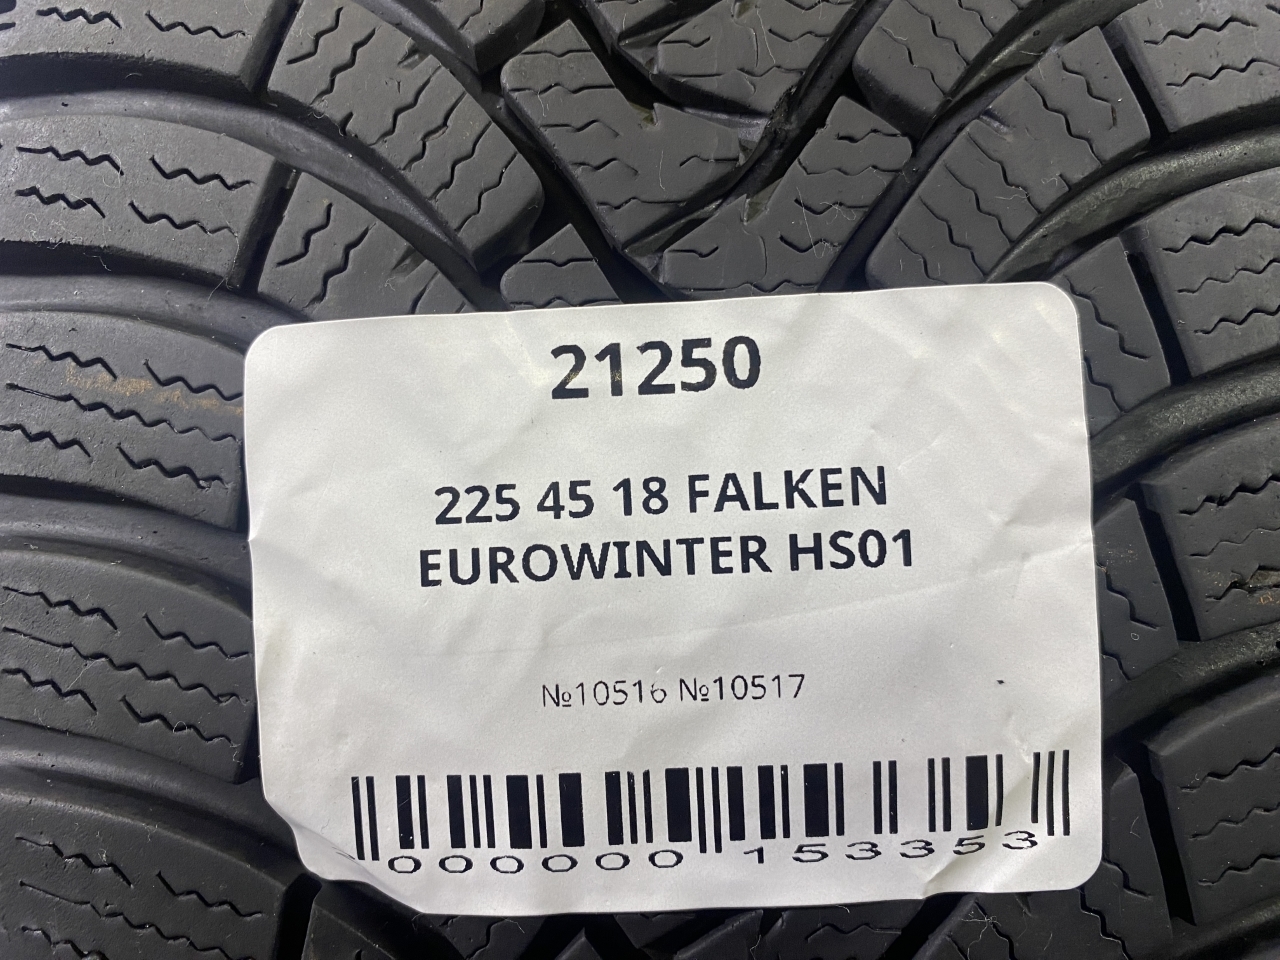 21250
225 45 18 FALKEN
EUROWINTER HS01
№10516 №10517
000000 153353